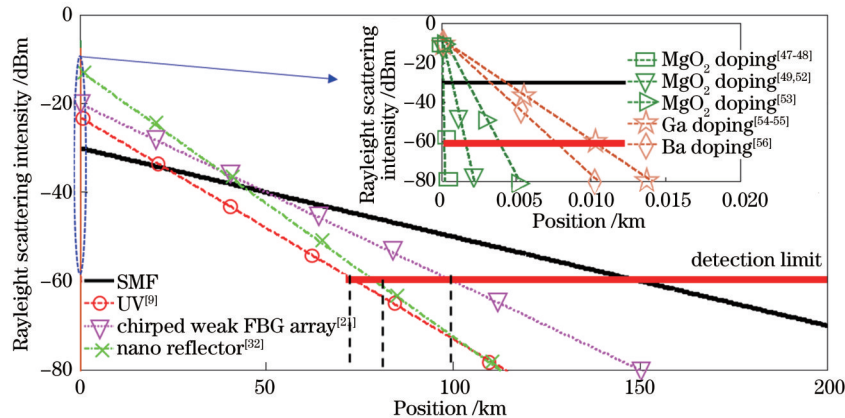 Rayleight scattering intensity /dBm
0
-20
-40
-60
-80
0
50
100
150
200
Position /km
SMF
UV[9]
chirped weak FBG array[21]
nano reflector[32]
detection limit
Rayleight scattering
intensity /dBm
0
-20
-40
-60
-80
0
0.005
0.010
0.015
0.020
Position /km
MgO2 doping[47-48]
MgO2 doping[49,52]
MgO2 doping[53]
Ga doping[54-55]
Ba doping[56]